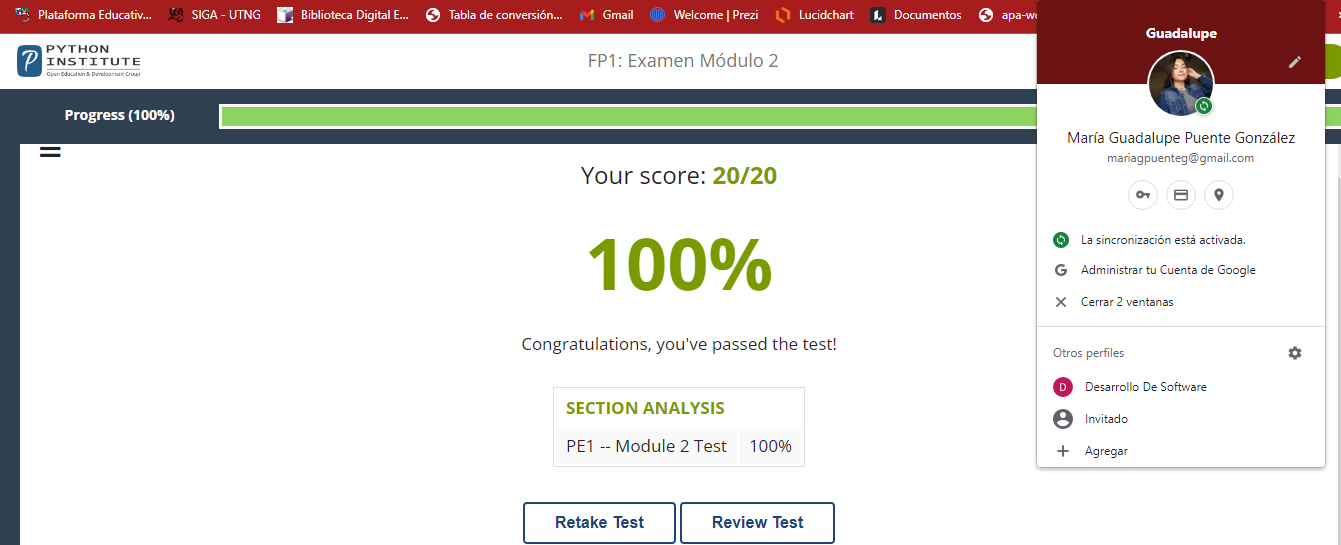 Plataforma Educativ... SIGA - UTNG Biblioteca Digital E... Tabla de conversión... Gmail Welcome | Prezi Lucidchart Documentos
PYTHON
INSTITUTE
Open Education & Development Group
FP1: Examen Módulo 2
Progress (100%)
Your score: 20/20
100%
Congratulations, you've passed the test!
SECTION ANALYSIS
PE1 -- Module 2 Test 100%
Retake Test Review Test
Guadalupe
María Guadalupe Puente González
mariagpuenteg@gmail.com
La sincronización está activada.
G Administrar tu Cuenta de Google
Cerrar 2 ventanas
Otros perfiles
D Desarrollo De Software
Invitado
Agregar